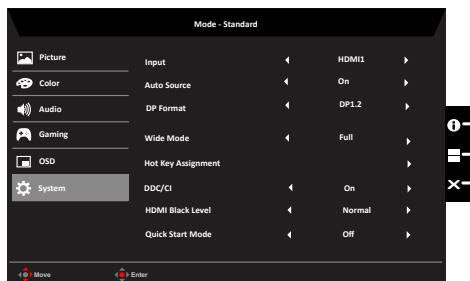 Mode - Standard
Picture
Color
Audio
Gaming
OSD
System
Input HDMI1
Auto Source On
DP Format DP1.2
Wide Mode Full
Hot Key Assignment
DDC/CI On
HDMI Black Level Normal
Quick Start Mode Off
Move Enter